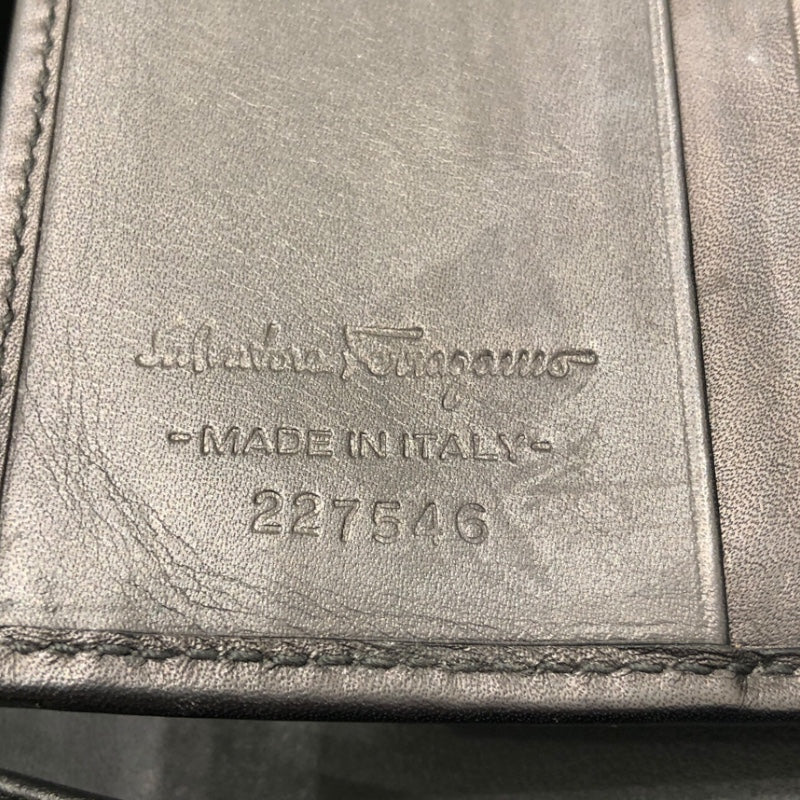 Salvatore Ferragamo
-MADE IN ITALY-
227546